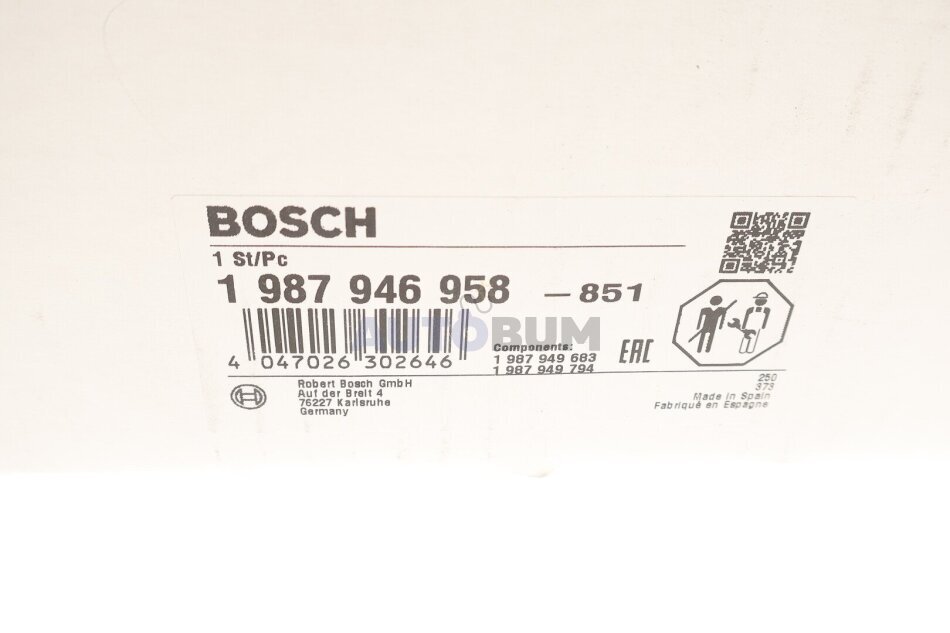 BOSCH
1 St/Pc
1 987 946 958 – 851
AUTOBUM
4 047026 302646
Components:
1 987 949 683
1 987 949 794
EAC
Robert Bosch GmbH
Auf der Breit 4
76227 Karlsruhe
Germany
250
373
Made in Spain
Fabriqué en Espagne